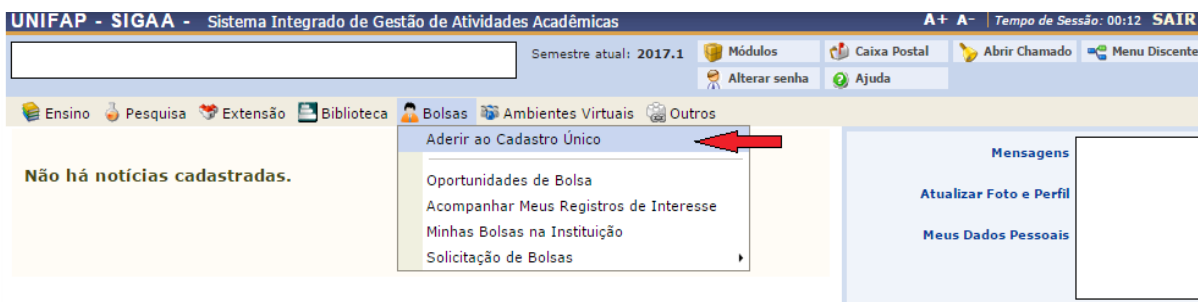 UNIFAP - SIGAA - Sistema Integrado de Gestão de Atividades Acadêmicas A+ A- | Tempo de Sessão: 00:12 SAIR
Semestre atual: 2017.1 Módulos Caixa Postal Abrir Chamado Menu Discente
Alterar senha Ajuda
Ensino Pesquisa Extensão Biblioteca Bolsas Ambientes Virtuais Outros
Aderir ao Cadastro Único
Mensagens
Não há notícias cadastradas.
Oportunidades de Bolsa
Atualizar Foto e Perfil
Acompanhar Meus Registros de Interesse
Minhas Bolsas na Instituição
Meus Dados Pessoais
Solicitação de Bolsas